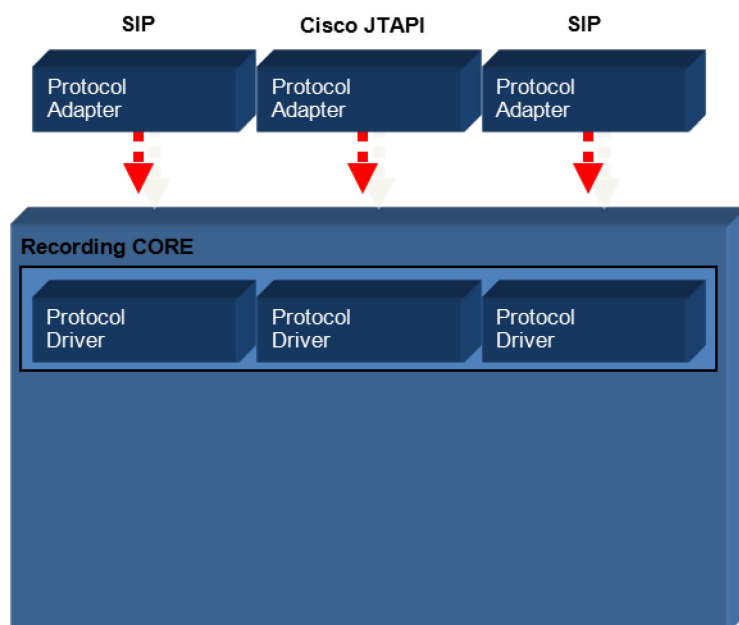 SIP
Cisco JTAPI
SIP
Protocol
Adapter
Protocol
Adapter
Protocol
Adapter
Recording CORE
Protocol
Driver
Protocol
Driver
Protocol
Driver